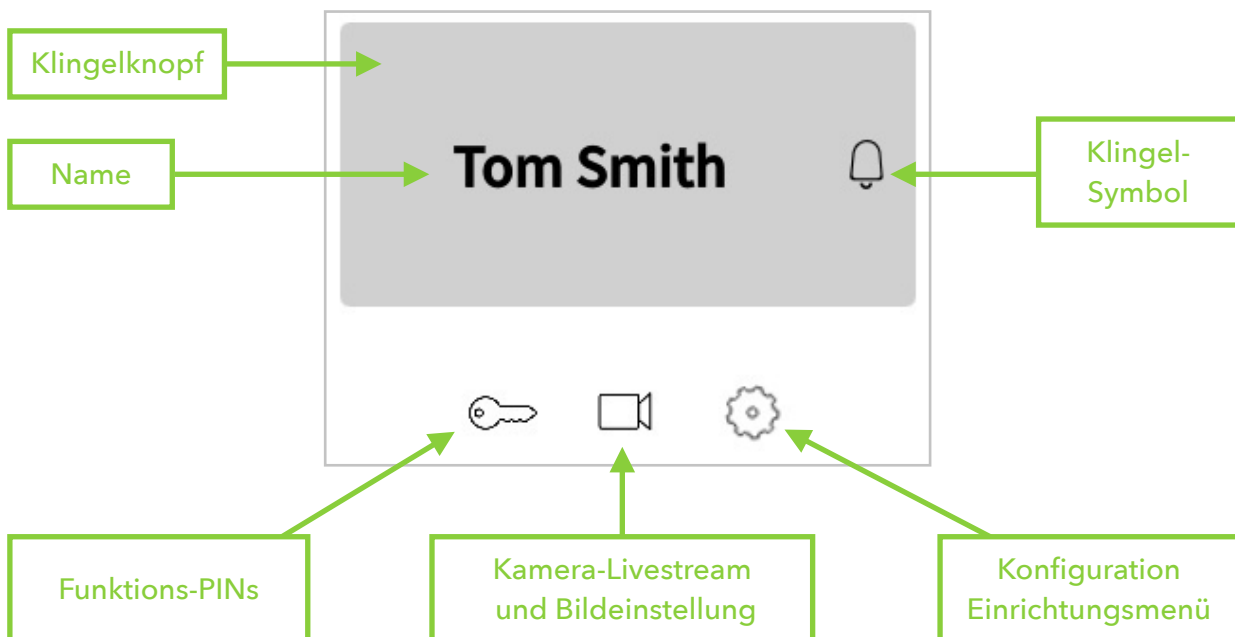 Klingelknopf
Name
Tom Smith
Klingel-
Symbol
Funktions-PINs
Kamera-Livestream
und Bildeinstellung
Konfiguration
Einrichtungsmenü